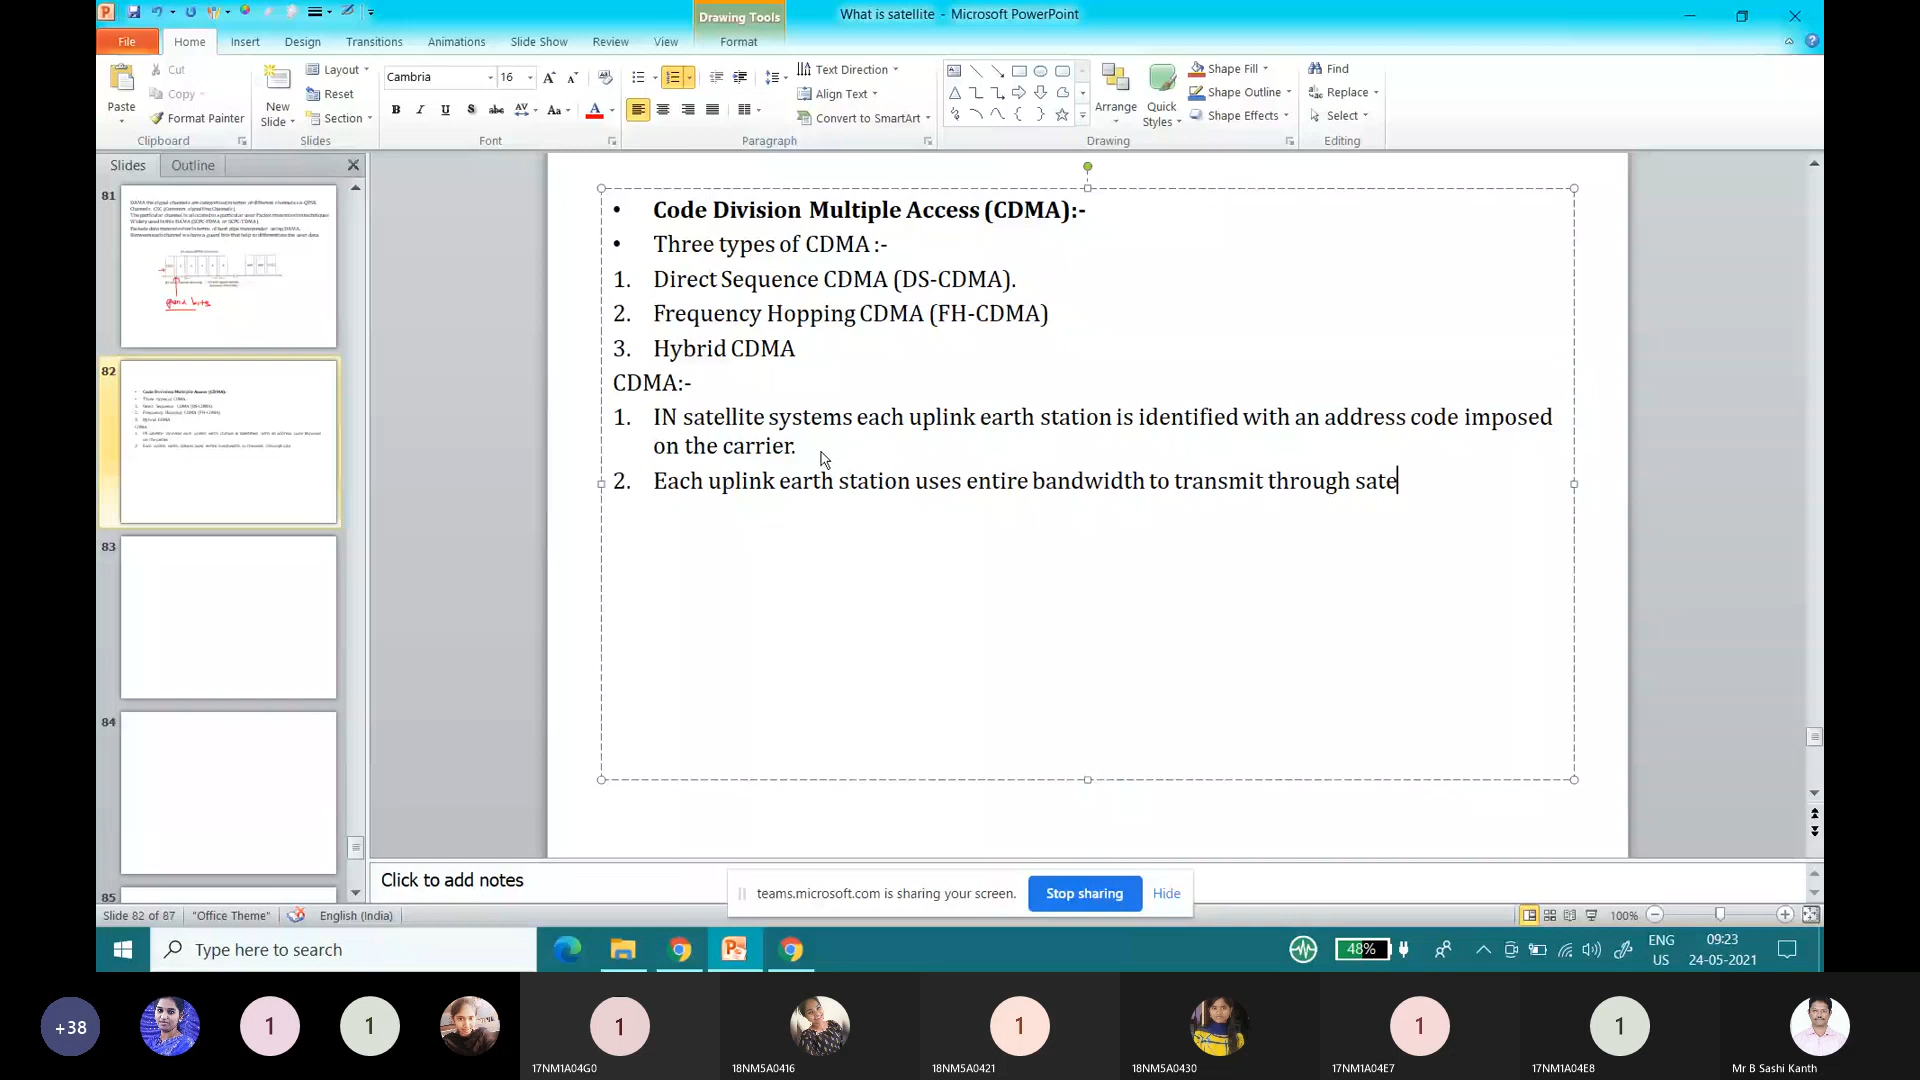 What is satellite - Microsoft PowerPoint
Drawing Tools
File Home Insert Design Transitions Animations Slide Show Review View Format
Paste
Cut
Copy
Format Painter
Clipboard
New Slide
Layout
Reset
Section
Slides
Cambria 16
Font
Text Direction
Align Text
Convert to SmartArt
Paragraph
Arrange
Quick Styles
Shape Fill
Shape Outline
Shape Effects
Drawing
Find
Replace
Select
Editing
Slides Outline
81
guard bits
82
83
84
85
• Code Division Multiple Access (CDMA):-
• Three types of CDMA :-
1. Direct Sequence CDMA (DS-CDMA).
2. Frequency Hopping CDMA (FH-CDMA)
3. Hybrid CDMA
CDMA:-
1. IN satellite systems each uplink earth station is identified with an address code imposed
on the carrier.
2. Each uplink earth station uses entire bandwidth to transmit through sate
Click to add notes
teams.microsoft.com is sharing your screen. Stop sharing Hide
Slide 82 of 87 "Office Theme" English (India) 100%
Type here to search
48%
ENG
US
09:23
24-05-2021
+38 1 1 1 1 1 1
17NM1A04G0 18NM5A0416 18NM5A0421 18NM5A0430 17NM1A04E7 17NM1A04E8 Mr B Sashi Kanth